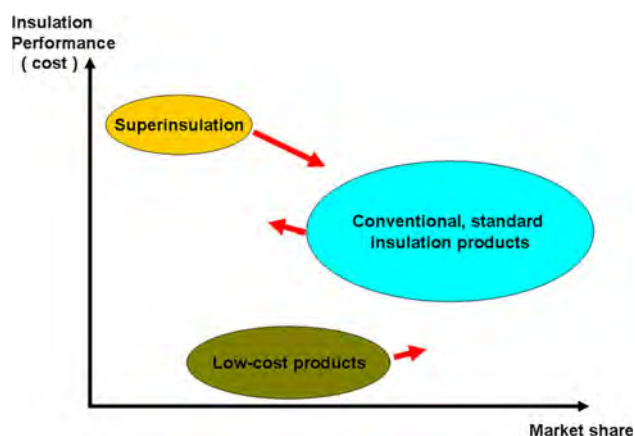 Insulation
Performance
( cost )
Superinsulation
Conventional, standard
insulation products
Low-cost products
Market share